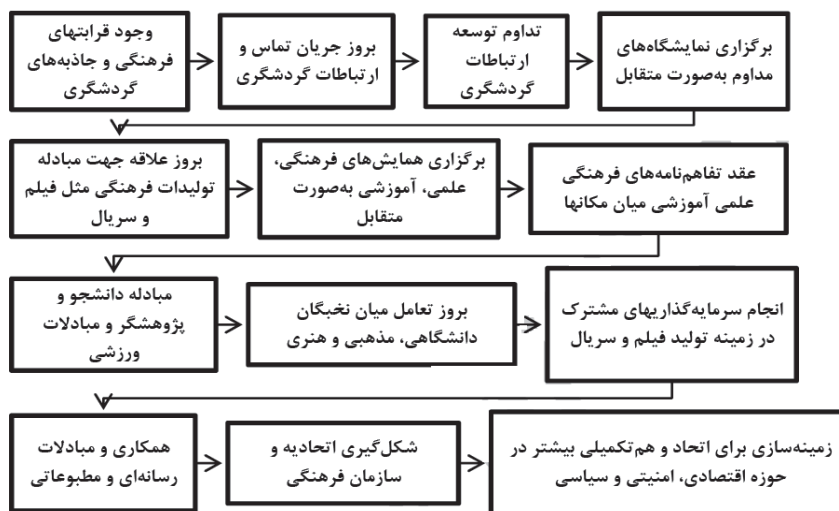 وجود قرابتهای
فرهنگی و جاذبه‌های
گردشگری
بروز جریان تماس و
ارتباطات گردشگری
تداوم توسعه
ارتباطات
گردشگری
برگزاری نمایشگاه‌های
مداوم به‌صورت متقابل
بروز علاقه جهت مبادله
تولیدات فرهنگی مثل فیلم
و سریال
برگزاری همایش‌های فرهنگی،
علمی، آموزشی به‌صورت
متقابل
عقد تفاهم‌نامه‌های فرهنگی
علمی آموزشی میان مکانها
مبادله دانشجو و
پژوهشگر و مبادلات
ورزشی
بروز تعامل میان نخبگان
دانشگاهی، مذهبی و هنری
انجام سرمایه‌گذاریهای مشترک
در زمینه تولید فیلم و سریال
همکاری و مبادلات
رسانه‌ای و مطبوعاتی
شکل‌گیری اتحادیه و
سازمان فرهنگی
زمینه‌سازی برای اتحاد و هم‌تکمیلی بیشتر در
حوزه اقتصادی، امنیتی و سیاسی